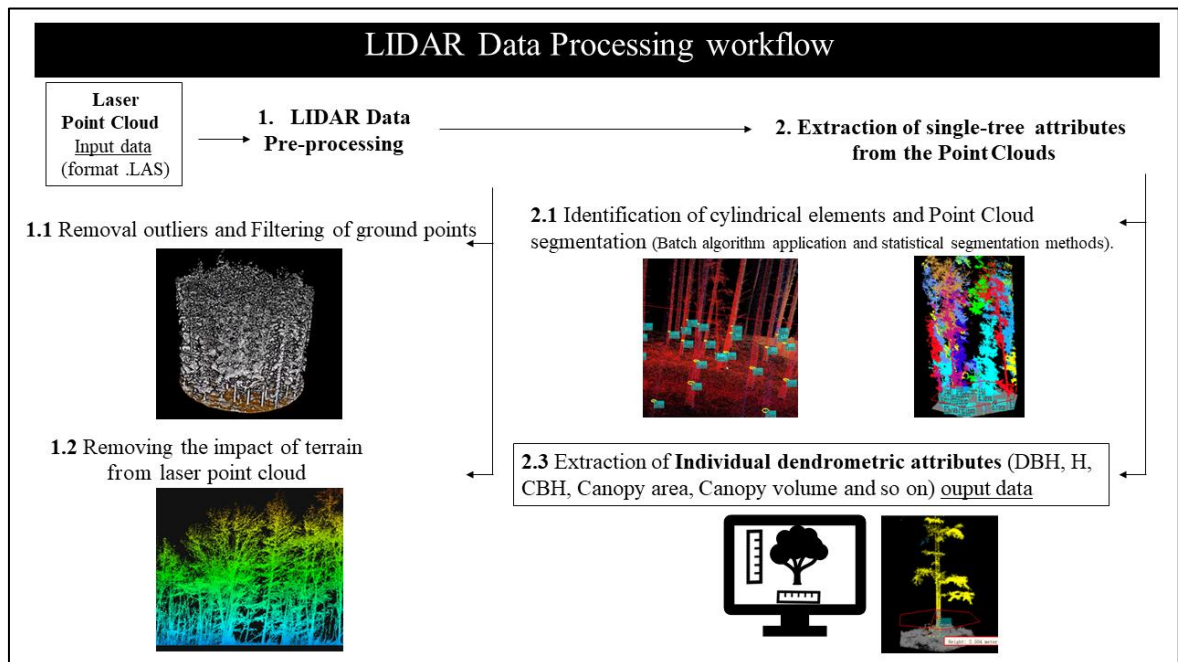 LIDAR Data Processing workflow
Laser
Point Cloud
Input data
(format .LAS)
1. LIDAR Data
Pre-processing
2. Extraction of single-tree attributes
from the Point Clouds
1.1 Removal outliers and Filtering of ground points
1.2 Removing the impact of terrain
from laser point cloud
2.1 Identification of cylindrical elements and Point Cloud
segmentation (Batch algorithm application and statistical segmentation methods).
2.3 Extraction of Individual dendrometric attributes (DBH, H,
CBH, Canopy area, Canopy volume and so on) ouput data